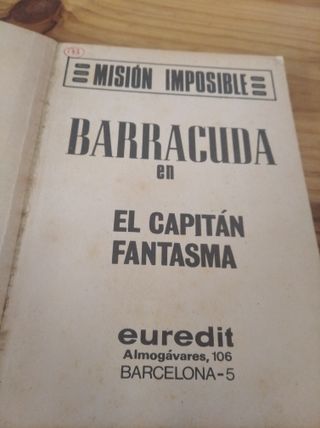 MISIÓN IMPOSIBLE
BARRACUDA
en
EL CAPITÁN
FANTASMA
euredit
Almogávares, 106
BARCELONA-5